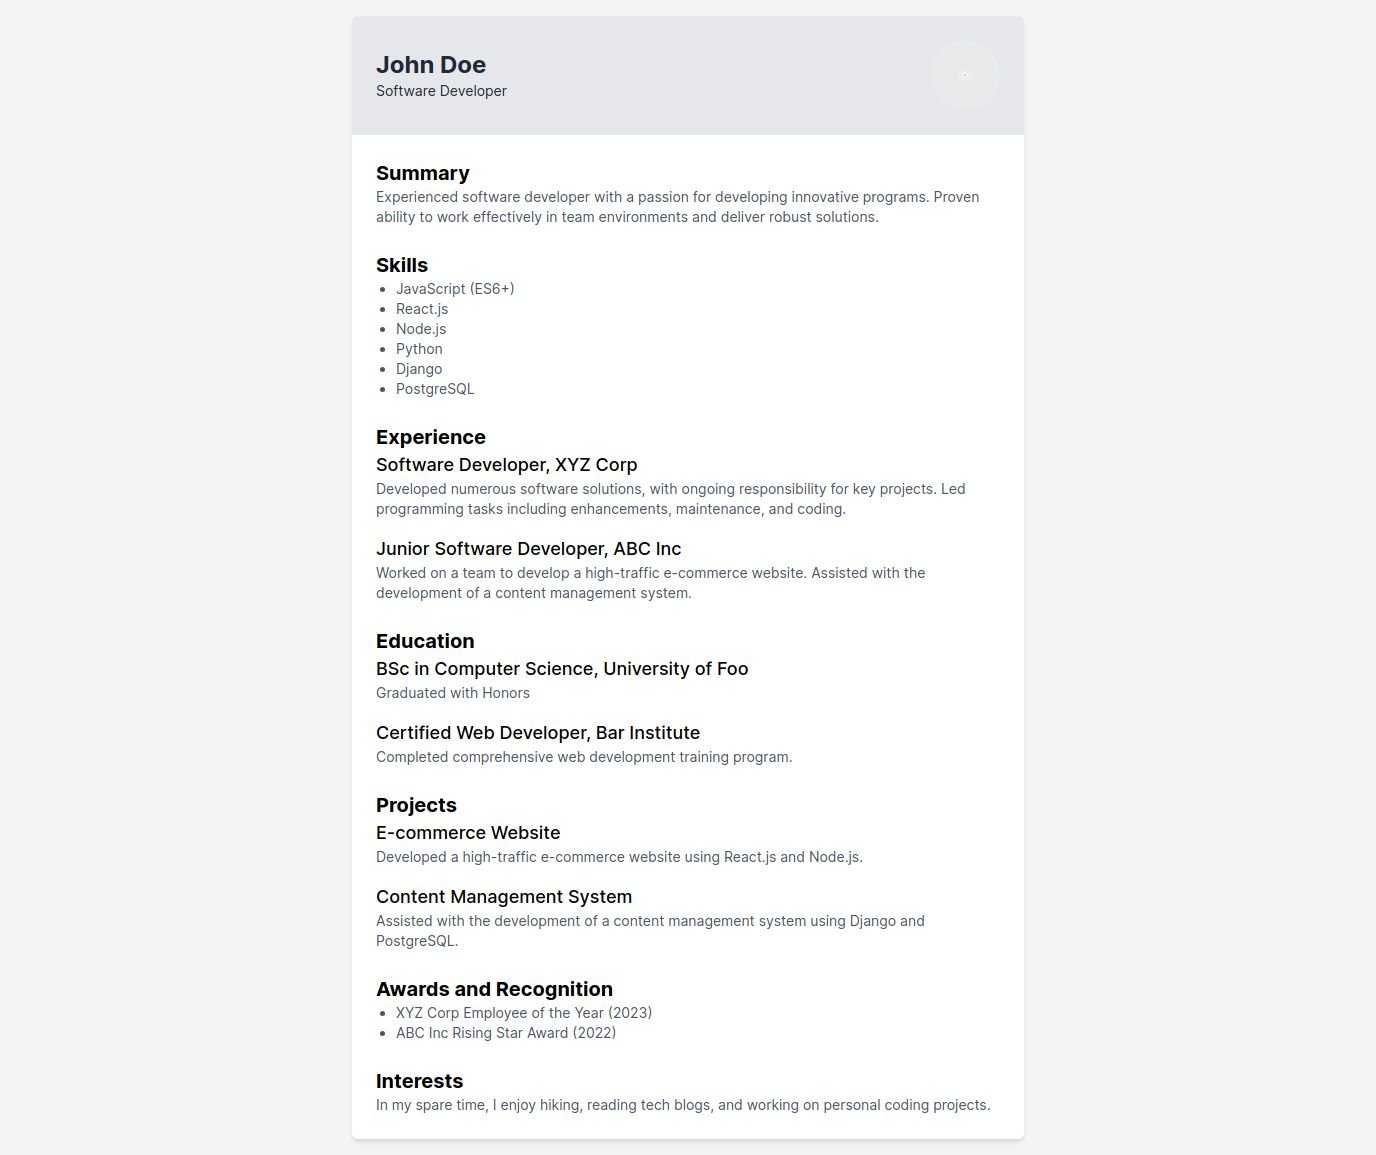 John Doe
Software Developer
Summary
Experienced software developer with a passion for developing innovative programs. Proven
ability to work effectively in team environments and deliver robust solutions.
Skills
• JavaScript (ES6+)
• React.js
• Node.js
• Python
• Django
• PostgreSQL
Experience
Software Developer, XYZ Corp
Developed numerous software solutions, with ongoing responsibility for key projects. Led
programming tasks including enhancements, maintenance, and coding.
Junior Software Developer, ABC Inc
Worked on a team to develop a high-traffic e-commerce website. Assisted with the
development of a content management system.
Education
BSc in Computer Science, University of Foo
Graduated with Honors
Certified Web Developer, Bar Institute
Completed comprehensive web development training program.
Projects
E-commerce Website
Developed a high-traffic e-commerce website using React.js and Node.js.
Content Management System
Assisted with the development of a content management system using Django and
PostgreSQL.
Awards and Recognition
• XYZ Corp Employee of the Year (2023)
• ABC Inc Rising Star Award (2022)
Interests
In my spare time, I enjoy hiking, reading tech blogs, and working on personal coding projects.